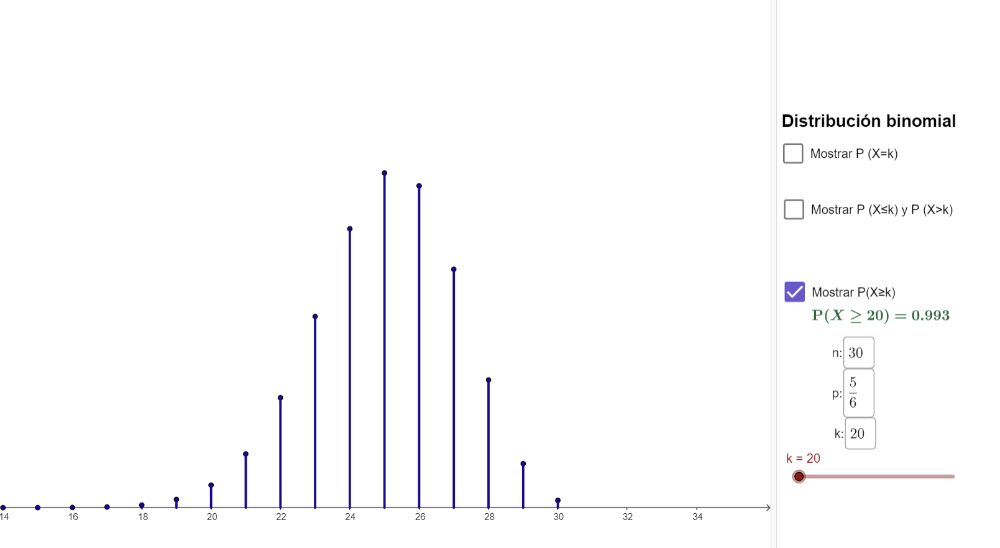 Distribución binomial
Mostrar P (X=k)
Mostrar P (X≤k) y P (X>k)
Mostrar P(X≥k)
P(X ≥ 20) = 0.993
n: 30
p: 5/6
k: 20
k = 20
14 16 18 20 22 24 26 28 30 32 34